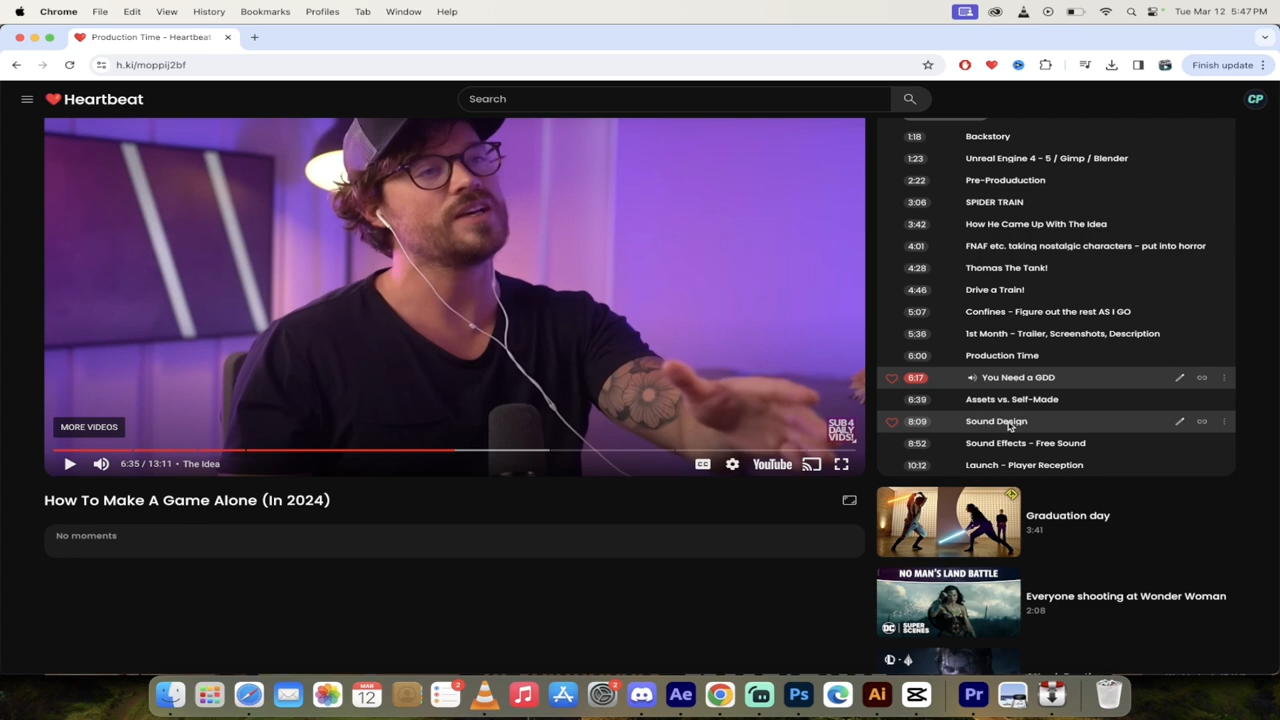 Chrome File Edit View History Bookmarks Profiles Tab Window Help Tue Mar 12 5:47 PM
Production Time - Heartbeat
h.ki/moppij2bf Finish update
Heartbeat Search CP
1:18 Backstory
1:23 Unreal Engine 4 - 5 / Gimp / Blender
2:22 Pre-Produduction
3:06 SPIDER TRAIN
3:42 How He Came Up With The Idea
4:01 FNAF etc. taking nostalgic characters - put into horror
4:28 Thomas The Tank!
4:46 Drive a Train!
5:07 Confines - Figure out the rest AS I GO
5:36 1st Month - Trailer, Screenshots, Description
6:00 Production Time
6:17 You Need a GDD
6:39 Assets vs. Self-Made
8:09 Sound Design
8:52 Sound Effects - Free Sound
10:12 Launch - Player Reception
MORE VIDEOS
SUB 4
DAILY
VIDS!
6:35 / 13:11 • The Idea CC YouTube
How To Make A Game Alone (In 2024)
No moments
Graduation day
3:41
NO MAN'S LAND BATTLE
DC SUPER
SCENES
Everyone shooting at Wonder Woman
2:08
MAR
12
2
2
Ae
Ps
Ai
Pr